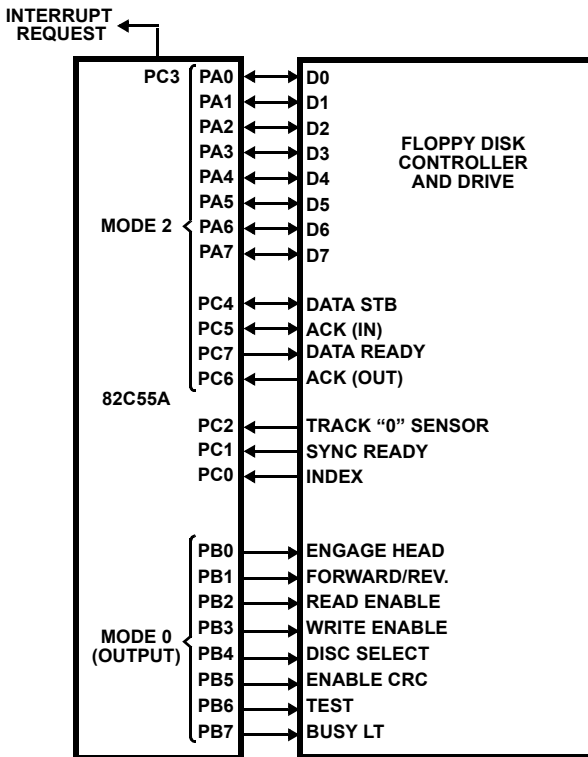 INTERRUPT
REQUEST
PC3 PA0 D0
PA1 D1
PA2 D2
PA3 D3
PA4 D4
PA5 D5
PA6 D6
PA7 D7
MODE 2
FLOPPY DISK
CONTROLLER
AND DRIVE
PC4 DATA STB
PC5 ACK (IN)
PC7 DATA READY
PC6 ACK (OUT)
82C55A
PC2 TRACK “0” SENSOR
PC1 SYNC READY
PC0 INDEX
PB0 ENGAGE HEAD
PB1 FORWARD/REV.
PB2 READ ENABLE
PB3 WRITE ENABLE
PB4 DISC SELECT
PB5 ENABLE CRC
PB6 TEST
PB7 BUSY LT
MODE 0
(OUTPUT)